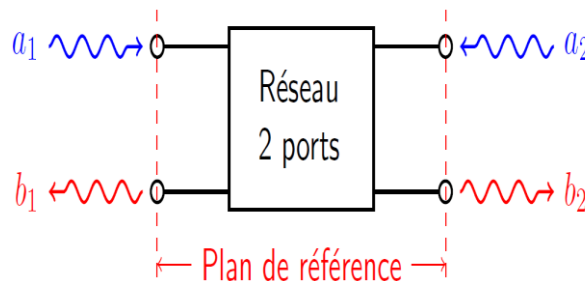 a₁ a₂
Réseau
2 ports
b₁ b₂
Plan de référence